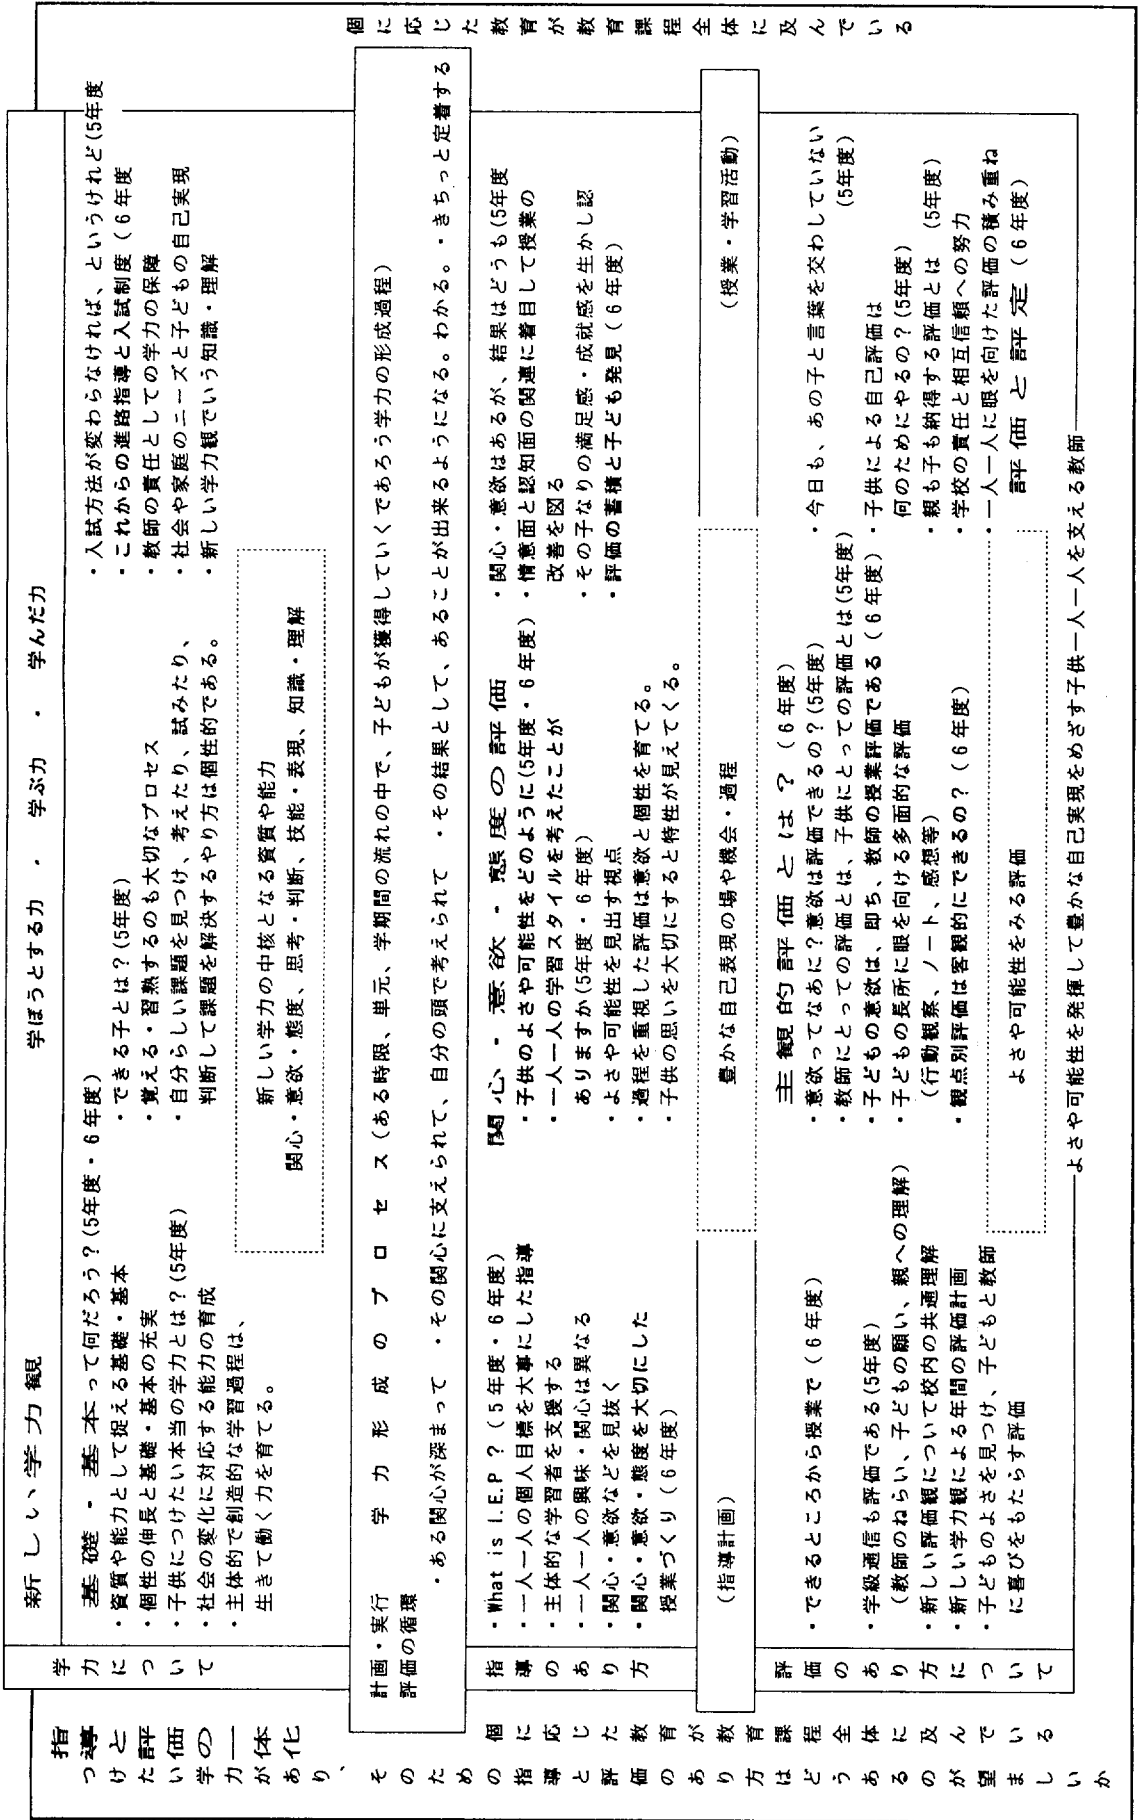 指導と評価の一体化
つけたい学力があり、
そのための指導と評価のあり方はどうあるのが望ましいか
個に応じた教育が教育課程全体に及んでいる
新しい学力観
学ぼうとする力 ・ 学ぶ力 ・ 学んだ力
学力について
基礎・基本って何だろう?(5年度・6年度)
・資質や能力として捉える基礎・基本
・個性の伸長と基礎・基本の充実
・子供につけたい本当の学力とは?(5年度)
・社会の変化に対応する能力の育成
・主体的で創造的な学習過程は、
生きて働く力を育てる。
・できる子とは?(5年度)
・覚える・習熟するのも大切なプロセス
・自分らしい課題を見つけ、考えたり、試みたり、
判断して課題を解決するやり方は個性的である。
・入試方法が変わらなければ、というけれど(5年度
・これからの進路指導と入試制度(6年度
・教師の責任としての学力の保障
・社会や家庭のニーズと子どもの自己実現
・新しい学力観でいう知識・理解
新しい学力の中核となる資質や能力
関心・意欲・態度、思考・判断、技能・表現、知識・理解
計画・実行
評価の循環
学力形成のプロセス(ある時限、単元、学期間の流れの中で、子どもが獲得していくであろう学力の形成過程)
・ある関心が深まって ・その関心に支えられて、自分の頭で考えられて ・その結果として、あることが出来るようになる。わかる。・きちっと定着する
指導のあり方
・What is I.E.P?(5年度・6年度)
・一人一人の個人目標を大事にした指導
・主体的な学習者を支援する
・一人一人の興味・関心は異なる
・関心・意欲などを見抜く
・関心・意欲・態度を大切にした
授業づくり(6年度)
関心・意欲・態度の評価
・子供のよさや可能性をどのように(5年度・6年度)
・一人一人の学習スタイルを考えたことが
ありますか(5年度・6年度)
・よさや可能性を見出す視点
・過程を重視した評価は意欲と個性を育てる。
・子供の思いを大切にすると特性が見えてくる。
・関心・意欲はあるが、結果はどうも(5年度
・情意面と認知面の関連に着目して授業の
改善を図る
・その子なりの満足感・成就感を生かし認
・評価の蓄積と子ども発見(6年度)
(指導計画)
豊かな自己表現の場や機会・過程
(授業・学習活動)
評価のあり方について
・できるところから授業で(6年度)
・学級通信も評価である(5年度)
(教師のねらい、子どもの願い、親への理解)
・新しい評価観について校内の共通理解
・新しい学力観による年間の評価計画
・子どものよさを見つけ、子どもと教師
に喜びをもたらす評価
主観的評価とは?(6年度)
・意欲ってなあに?意欲は評価できるの?(5年度)
・教師にとっての評価とは、子供にとっての評価とは(5年度)
・子どもの意欲は、即ち、教師の授業評価である(6年度)
・子どもの長所に眼を向ける多面的な評価
(行動観察、ノート、感想等)
・観点別評価は客観的にできるの?(6年度)
・今日も、あの子と言葉を交わしていない
(5年度)
・子供による自己評価は
何のためにやるの?(5年度)
・親も子も納得する評価とは(5年度)
・学校の責任と相互信頼への努力
・一人一人に眼を向けた評価の積み重ね
評価と評定(6年度)
よさや可能性をみる評価
よさや可能性を発揮して豊かな自己実現をめざす子供一人一人を支える教師
個に応じた教育が教育課程全体に及んでいる